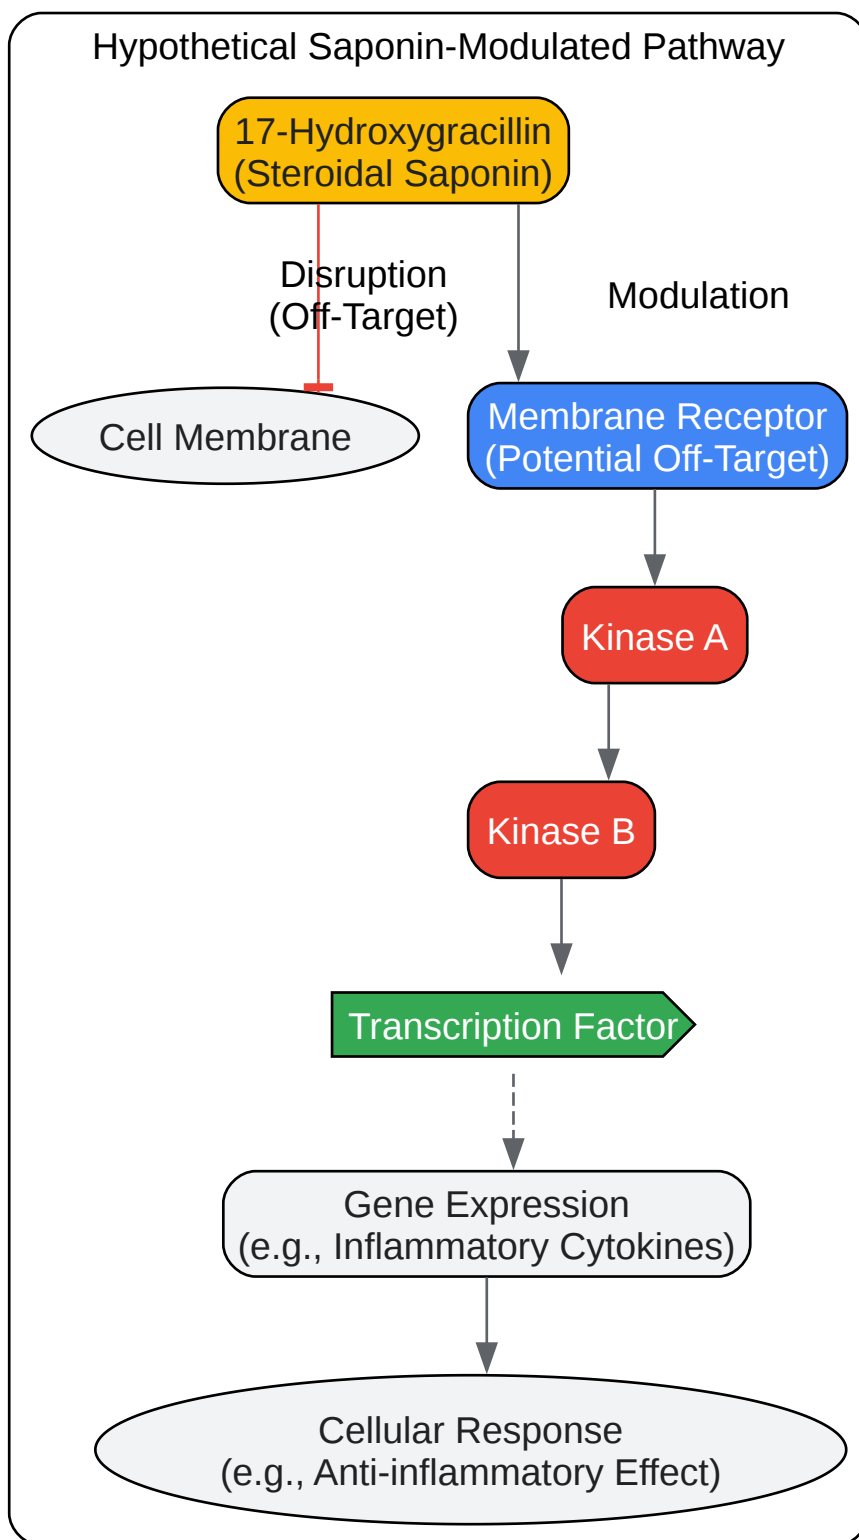 Hypothetical Saponin-Modulated Pathway
17-Hydroxygracillin
(Steroidal Saponin)
Disruption
(Off-Target)
Modulation
Cell Membrane
Membrane Receptor
(Potential Off-Target)
Kinase A
Kinase B
Transcription Factor
Gene Expression
(e.g., Inflammatory Cytokines)
Cellular Response
(e.g., Anti-inflammatory Effect)